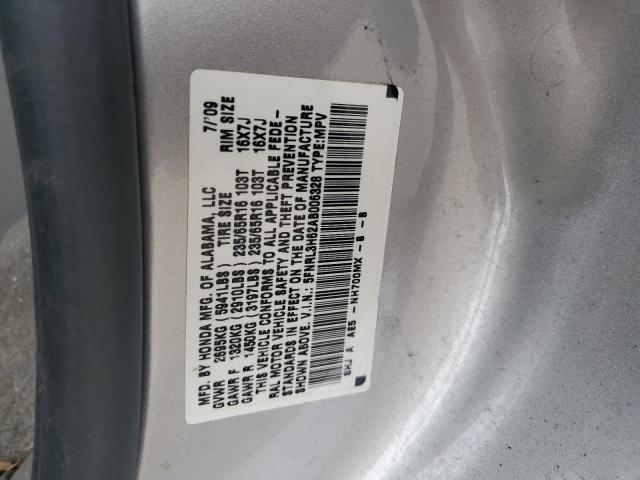 MFD. BY HONDA MFG. OF ALABAMA, LLC 7/'09
GVWR 2695KG (5941LBS) TIRE SIZE RIM SIZE
GAWR F 1320KG (2910LBS) 235/65R16 103T 16X7J
GAWR R 1450KG (3197LBS) 235/65R16 103T 16X7J
THIS VEHICLE CONFORMS TO ALL APPLICABLE FEDE-
RAL MOTOR VEHICLE SAFETY AND THEFT PREVENTION
STANDARDS IN EFFECT ON THE DATE OF MANUFACTURE
SHOWN ABOVE. V.I.N.: 5FNRL3H62AB006328 TYPE:MPV
SHJ A AE5 -NH700MX - B - B